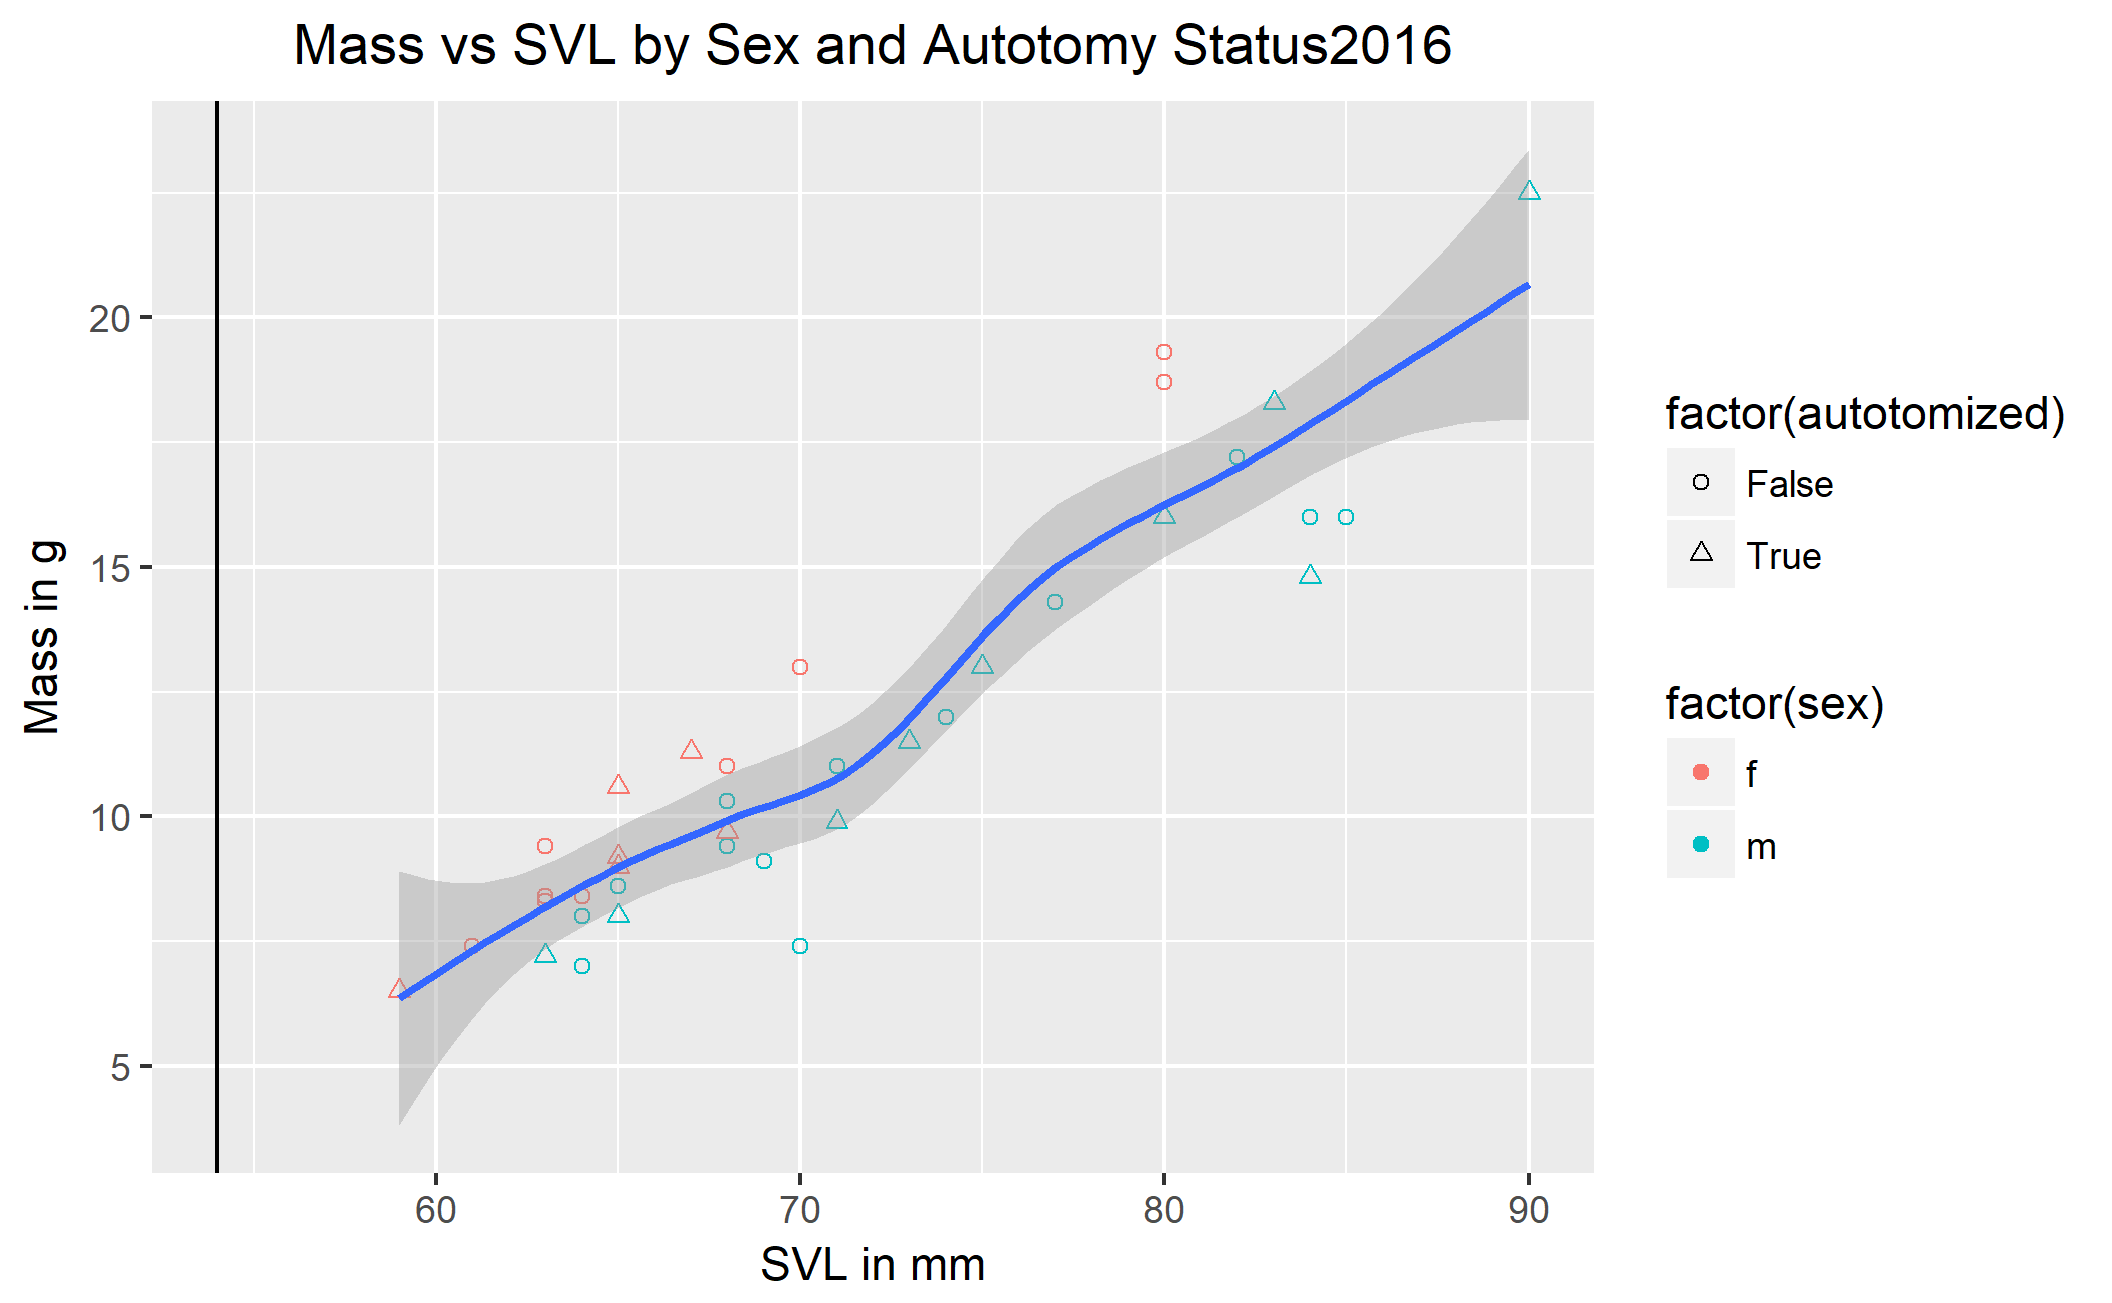 Mass vs SVL by Sex and Autotomy Status2016
Mass in g
20
15
10
5
60
70
80
90
SVL in mm
factor(autotomized)
False
True
factor(sex)
f
m